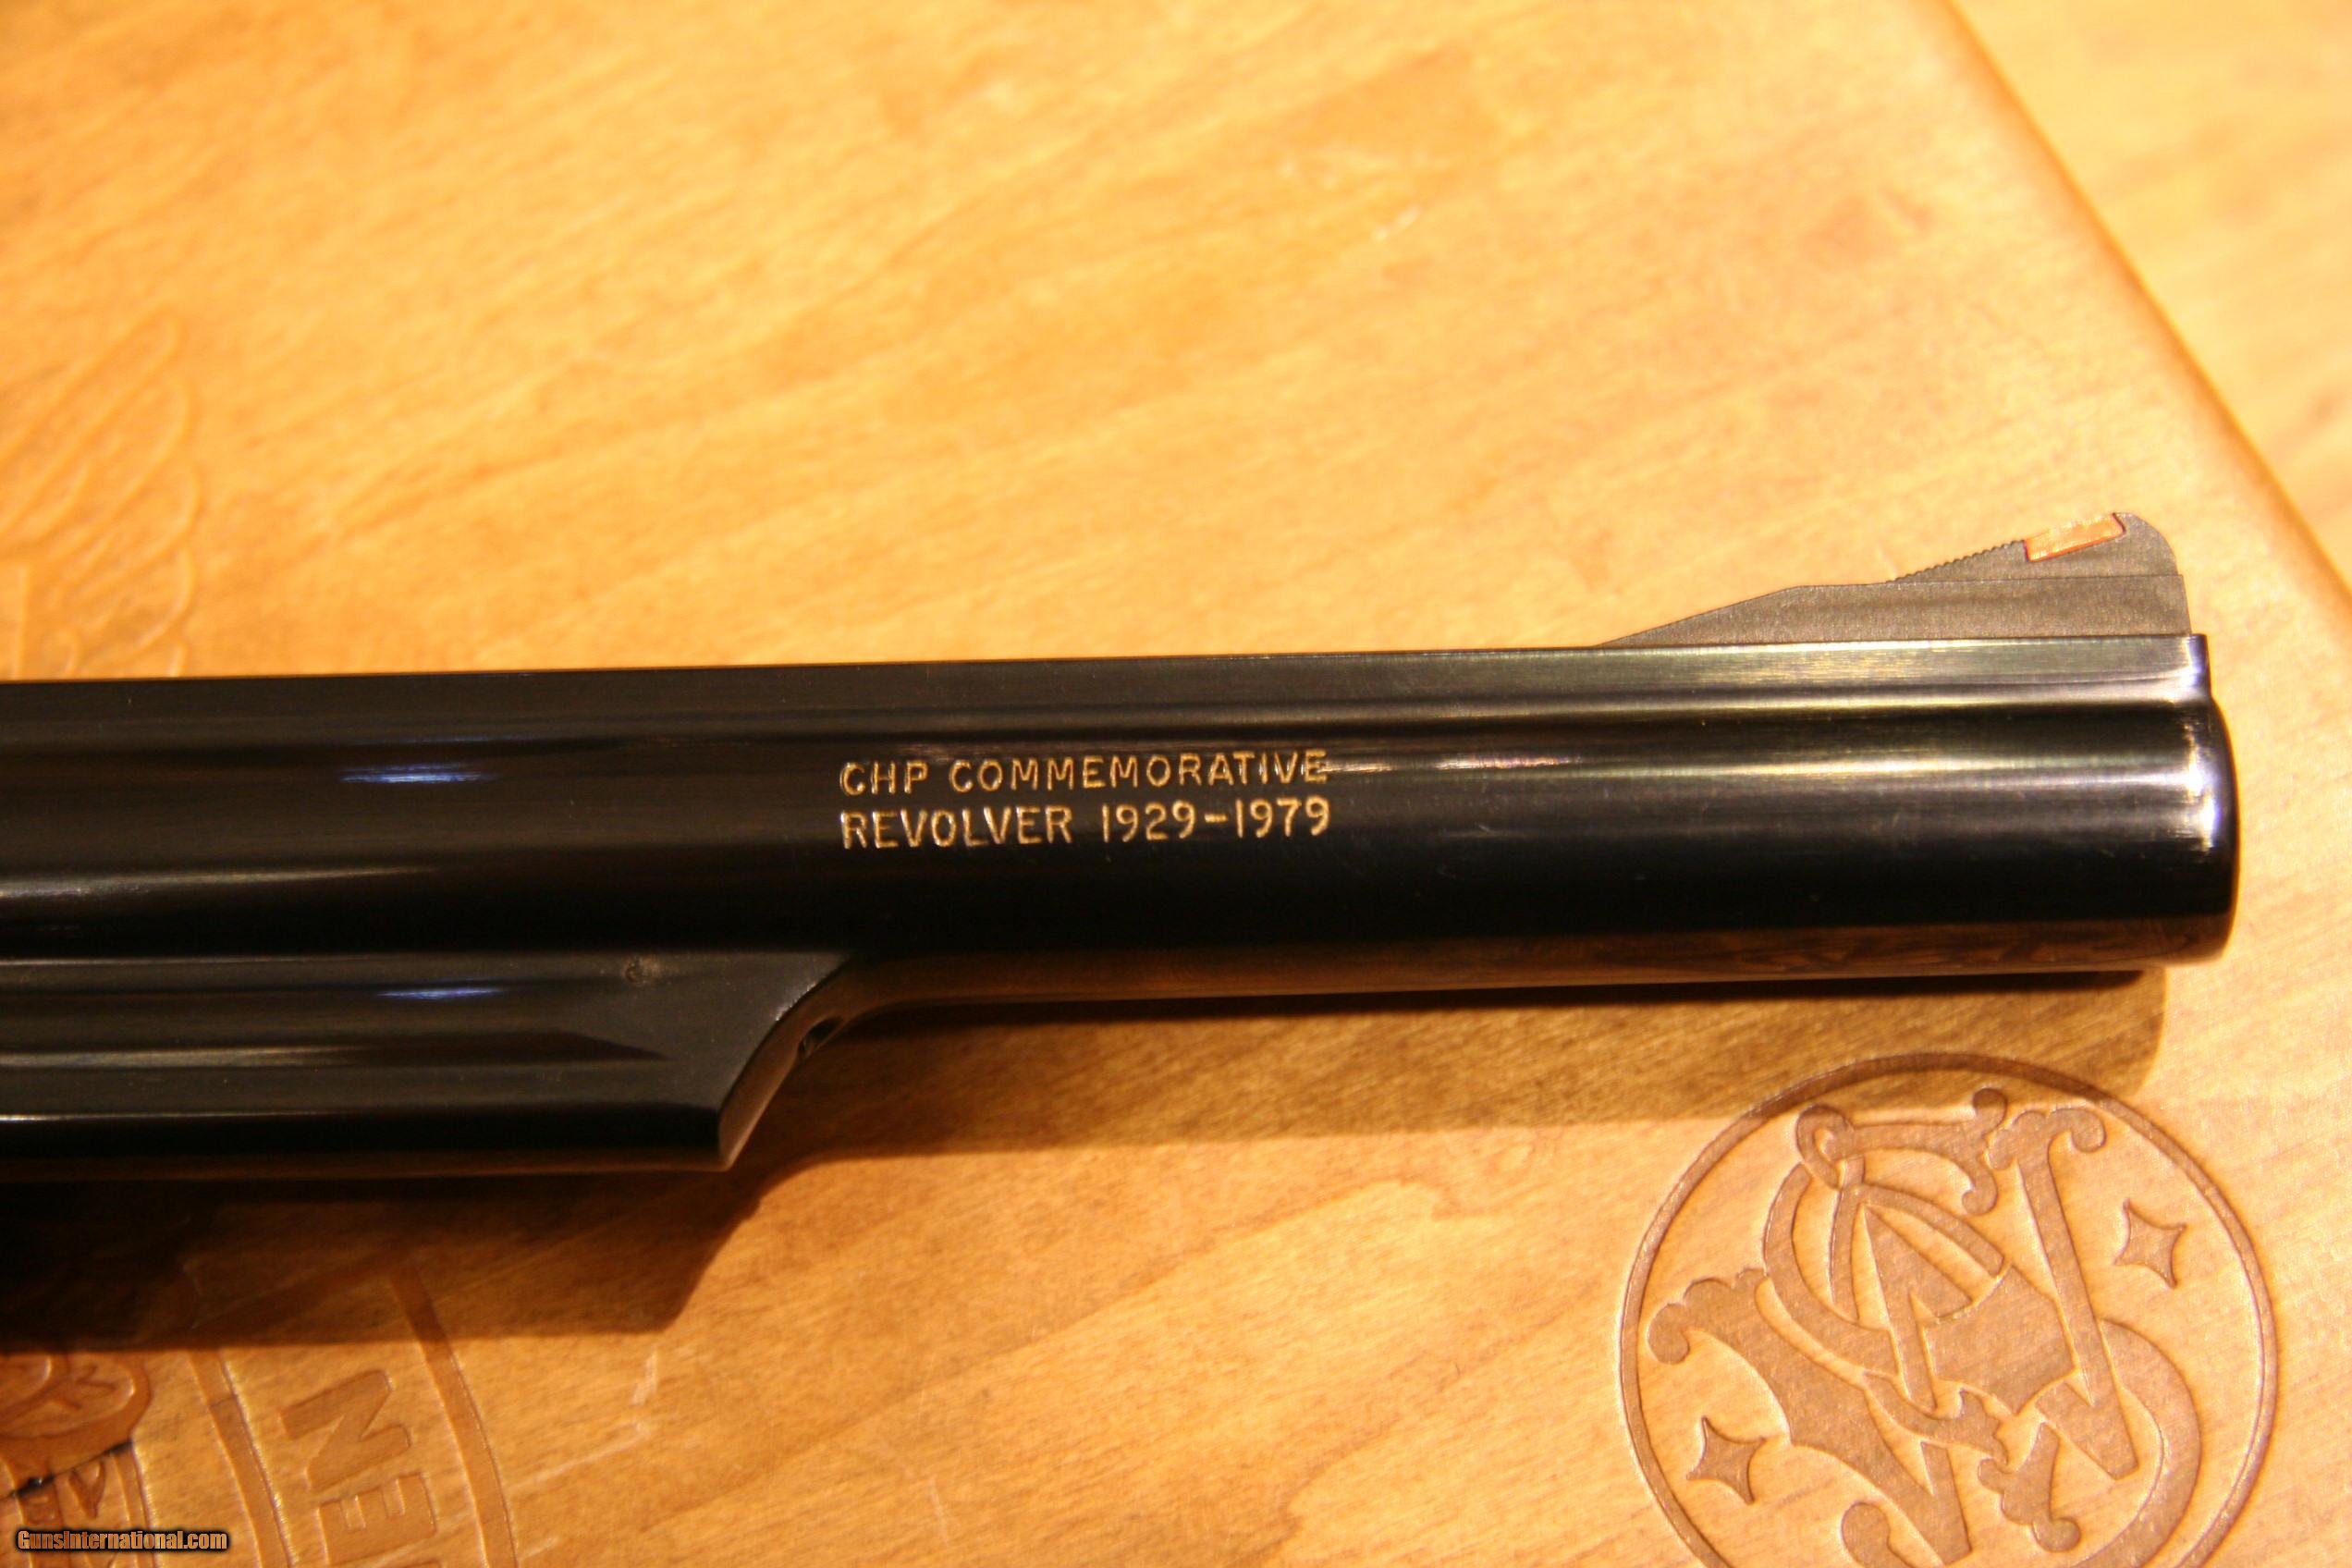 CHP COMMEMORATIVE
REVOLVER 1929-1979
GunsInternational.com